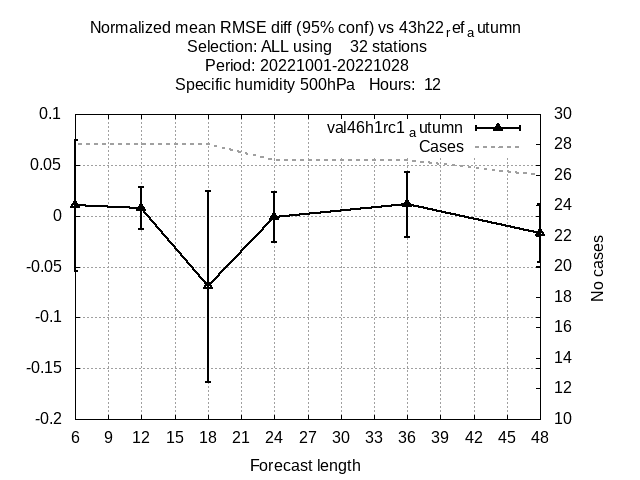 Normalized mean RMSE diff (95% conf) vs 43h22refautumn
Selection: ALL using 32 stations
Period: 20221001-20221028
Specific humidity 500hPa Hours: 12
val46h1rc1autumn
Cases
0.1
0.05
0
-0.05
-0.1
-0.15
-0.2
30
28
26
24
22
20
18
16
14
12
10
No cases
6 9 12 15 18 21 24 27 30 33 36 39 42 45 48
Forecast length